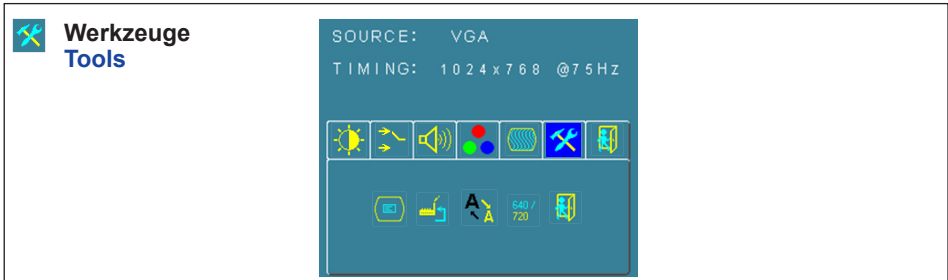 Werkzeuge
Tools
SOURCE: VGA
TIMING: 1024x768 @75Hz
A A
640 /
720